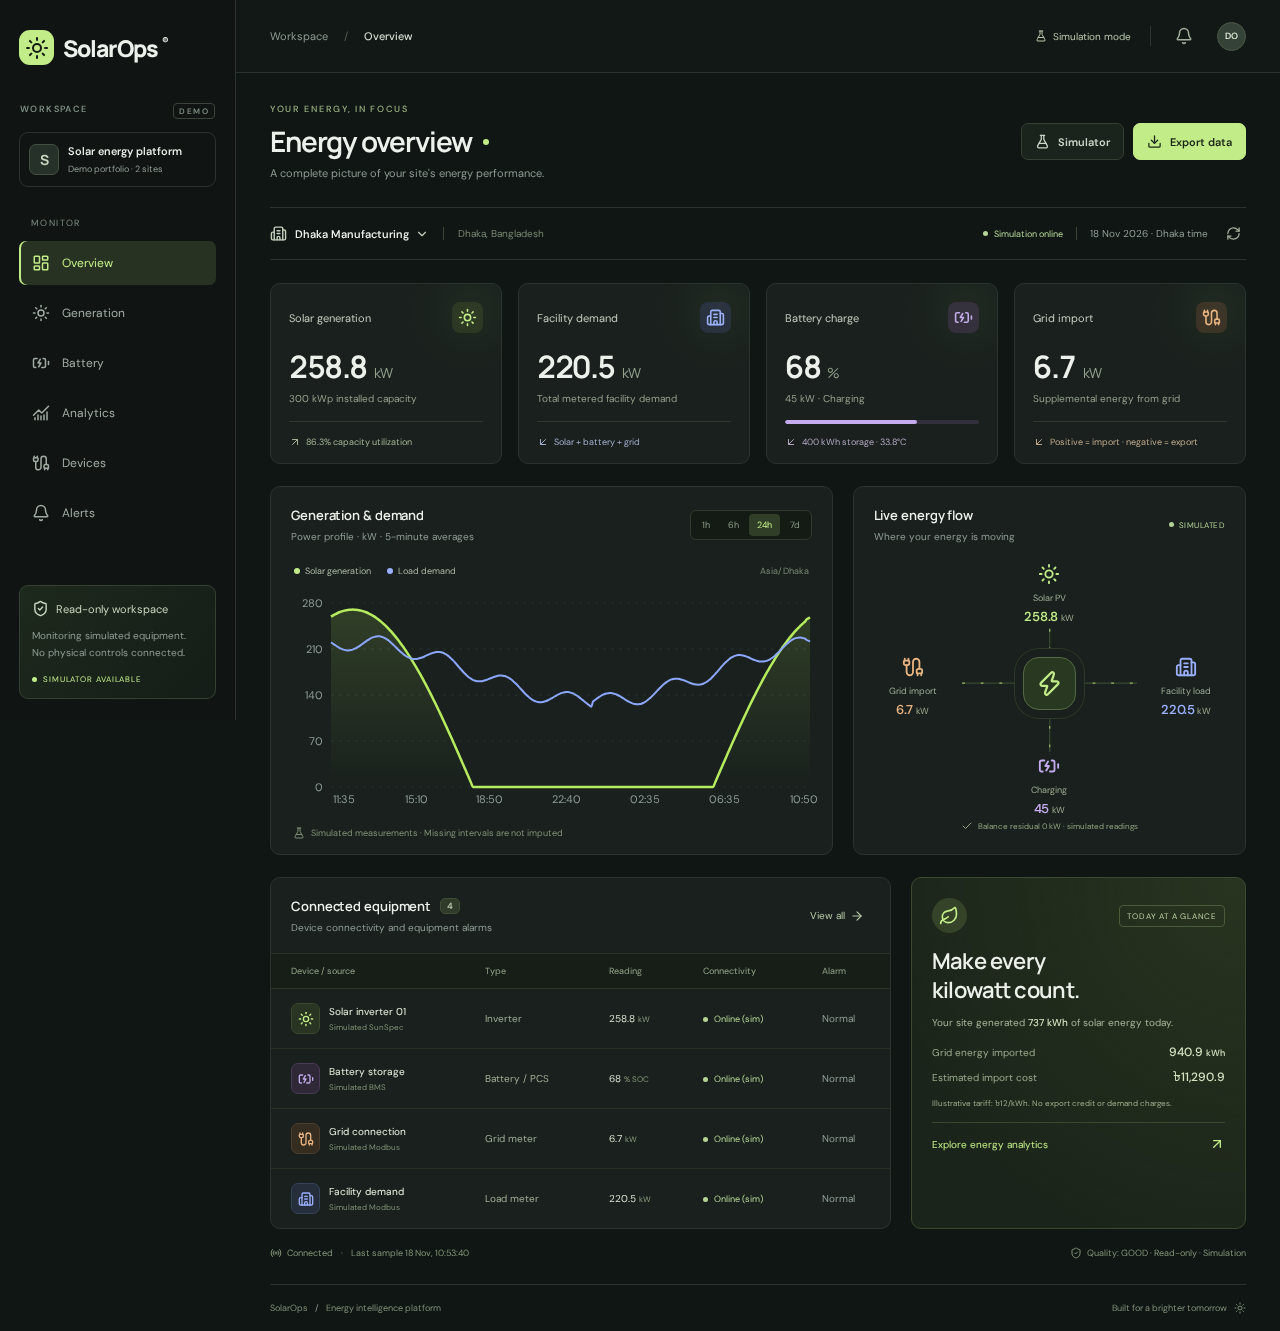 SolarOps®
WORKSPACE
DEMO
S
Solar energy platform
Demo portfolio · 2 sites
MONITOR
Overview
Generation
Battery
Analytics
Devices
Alerts
Read-only workspace
Monitoring simulated equipment.
No physical controls connected.
SIMULATOR AVAILABLE
Workspace / Overview
Simulation mode
DO
YOUR ENERGY, IN FOCUS
Energy overview
A complete picture of your site's energy performance.
Simulator
Export data
Dhaka Manufacturing
Dhaka, Bangladesh
Simulation online
18 Nov 2026 · Dhaka time
Solar generation
258.8 kW
300 kWp installed capacity
86.3% capacity utilization
Facility demand
220.5 kW
Total metered facility demand
Solar + battery + grid
Battery charge
68 %
45 kW · Charging
400 kWh storage · 33.8°C
Grid import
6.7 kW
Supplemental energy from grid
Positive = import · negative = export
Generation & demand
Power profile · kW · 5-minute averages
1h 6h 24h 7d
Solar generation
Load demand
Asia/Dhaka
280
210
140
70
0
11:35 15:10 18:50 22:40 02:35 06:35 10:50
Simulated measurements · Missing intervals are not imputed
Live energy flow
Where your energy is moving
SIMULATED
Solar PV
258.8 kW
Grid import
6.7 kW
Facility load
220.5 kW
Charging
45 kW
Balance residual 0 kW · simulated readings
Connected equipment 4
Device connectivity and equipment alarms
View all
Device / source Type Reading Connectivity Alarm
Solar inverter 01
Simulated SunSpec
Inverter
258.8 kW
Online (sim)
Normal
Battery storage
Simulated BMS
Battery / PCS
68 % SOC
Online (sim)
Normal
Grid connection
Simulated Modbus
Grid meter
6.7 kW
Online (sim)
Normal
Facility demand
Simulated Modbus
Load meter
220.5 kW
Online (sim)
Normal
TODAY AT A GLANCE
Make every
kilowatt count.
Your site generated 737 kWh of solar energy today.
Grid energy imported 940.9 kWh
Estimated import cost ৳11,290.9
Illustrative tariff: ৳12/kWh. No export credit or demand charges.
Explore energy analytics
Connected · Last sample 18 Nov, 10:53:40
Quality: GOOD · Read-only · Simulation
SolarOps / Energy intelligence platform
Built for a brighter tomorrow